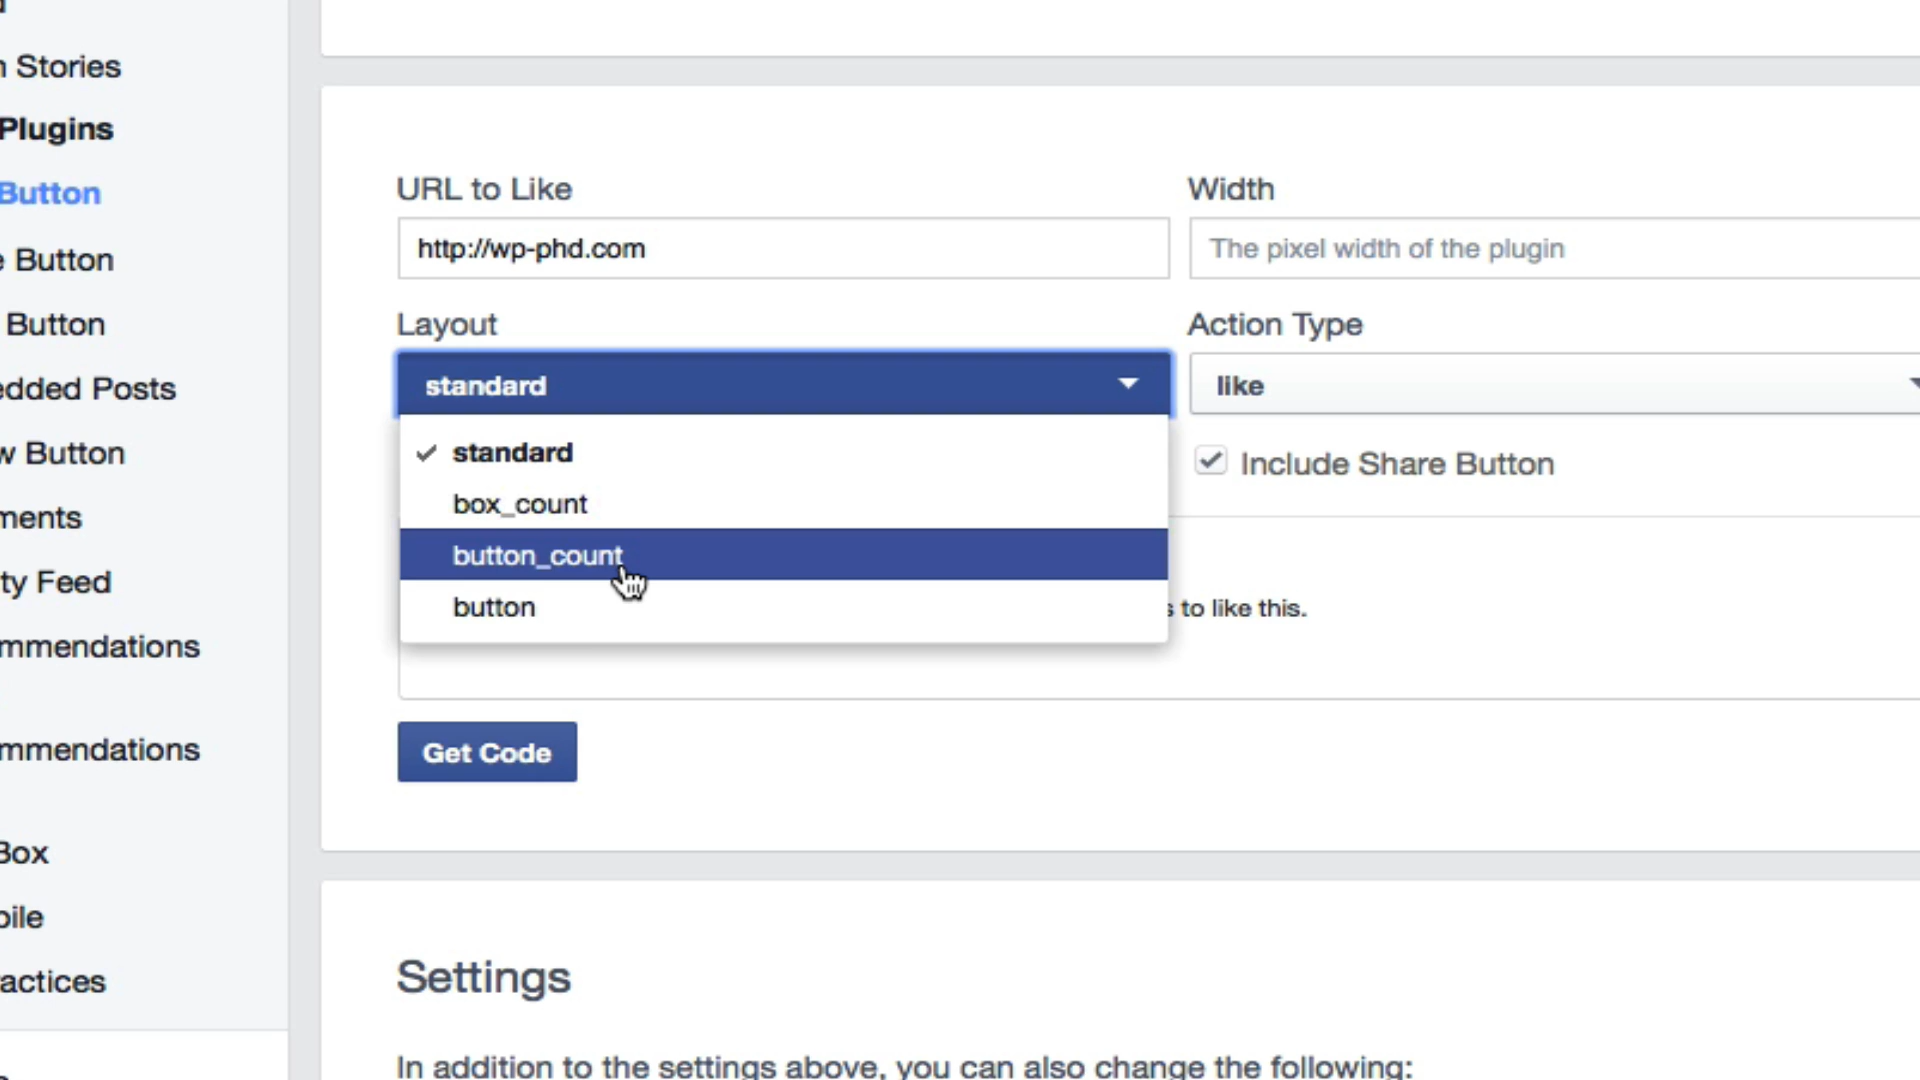 Stories
Plugins
Button
Button
Button
edded Posts
w Button
ments
ty Feed
mmendations
mmendations
Box
bile
actices
URL to Like
http://wp-phd.com
Width
The pixel width of the plugin
Layout
standard
Action Type
like
standard
box_count
button_count
button
Include Share Button
s to like this.
Get Code
Settings
In addition to the settings above, you can also change the following: